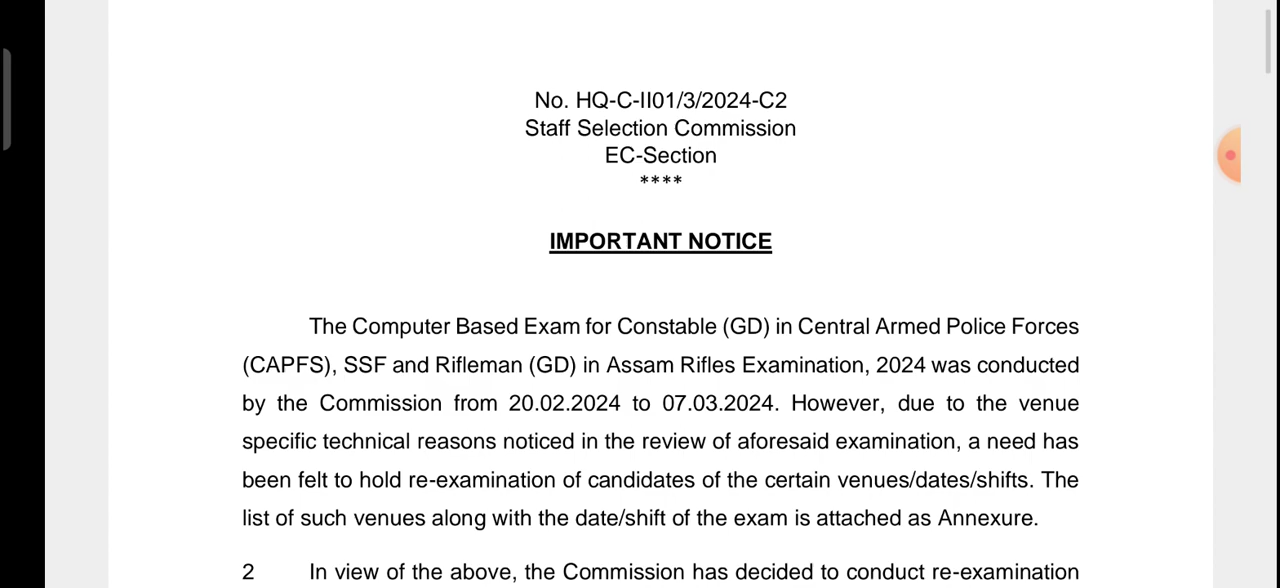 No. HQ-C-II01/3/2024-C2
Staff Selection Commission
EC-Section
****
IMPORTANT NOTICE
The Computer Based Exam for Constable (GD) in Central Armed Police Forces
(CAPFS), SSF and Rifleman (GD) in Assam Rifles Examination, 2024 was conducted
by the Commission from 20.02.2024 to 07.03.2024. However, due to the venue
specific technical reasons noticed in the review of aforesaid examination, a need has
been felt to hold re-examination of candidates of the certain venues/dates/shifts. The
list of such venues along with the date/shift of the exam is attached as Annexure.
2 In view of the above, the Commission has decided to conduct re-examination